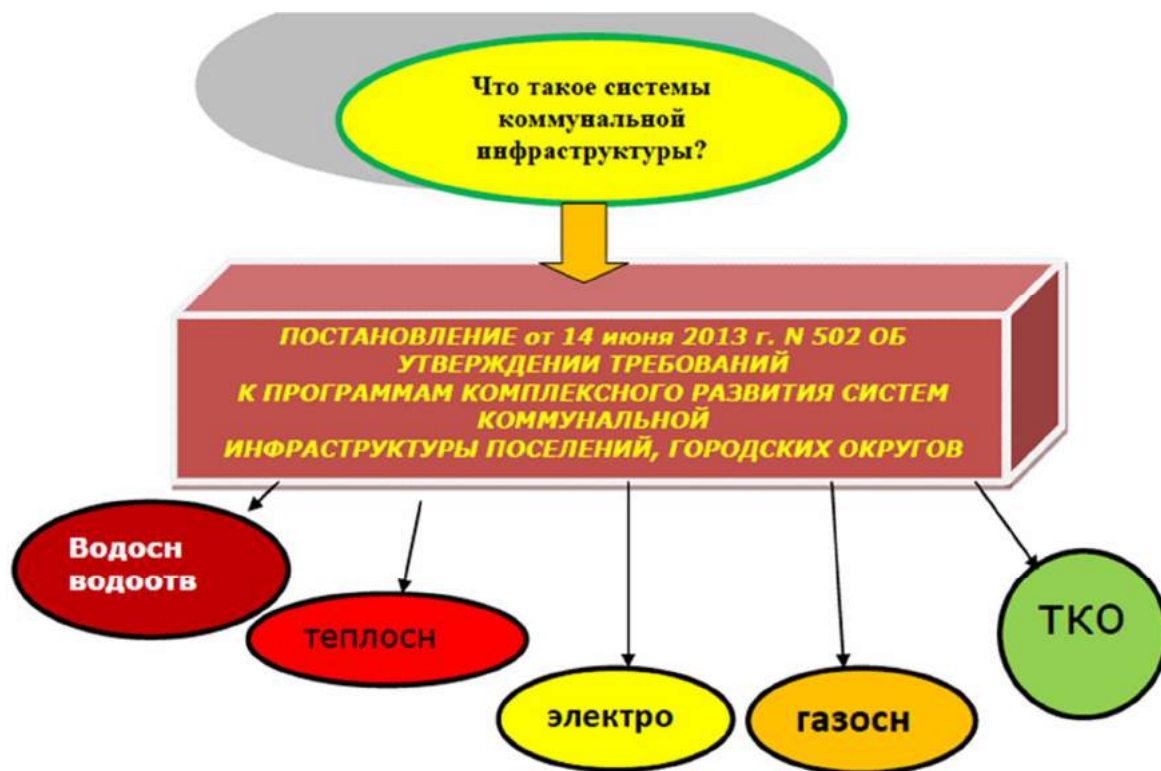 Что такое системы
коммунальной
инфраструктуры?
ПОСТАНОВЛЕНИЕ от 14 июня 2013 г. N 502 ОБ
УТВЕРЖДЕНИИ ТРЕБОВАНИЙ
К ПРОГРАММАМ КОМПЛЕКСНОГО РАЗВИТИЯ СИСТЕМ
КОММУНАЛЬНОЙ
ИНФРАСТРУКТУРЫ ПОСЕЛЕНИЙ, ГОРОДСКИХ ОКРУГОВ
Водосн
водоотв
теплосн
электро
газосн
ТКО